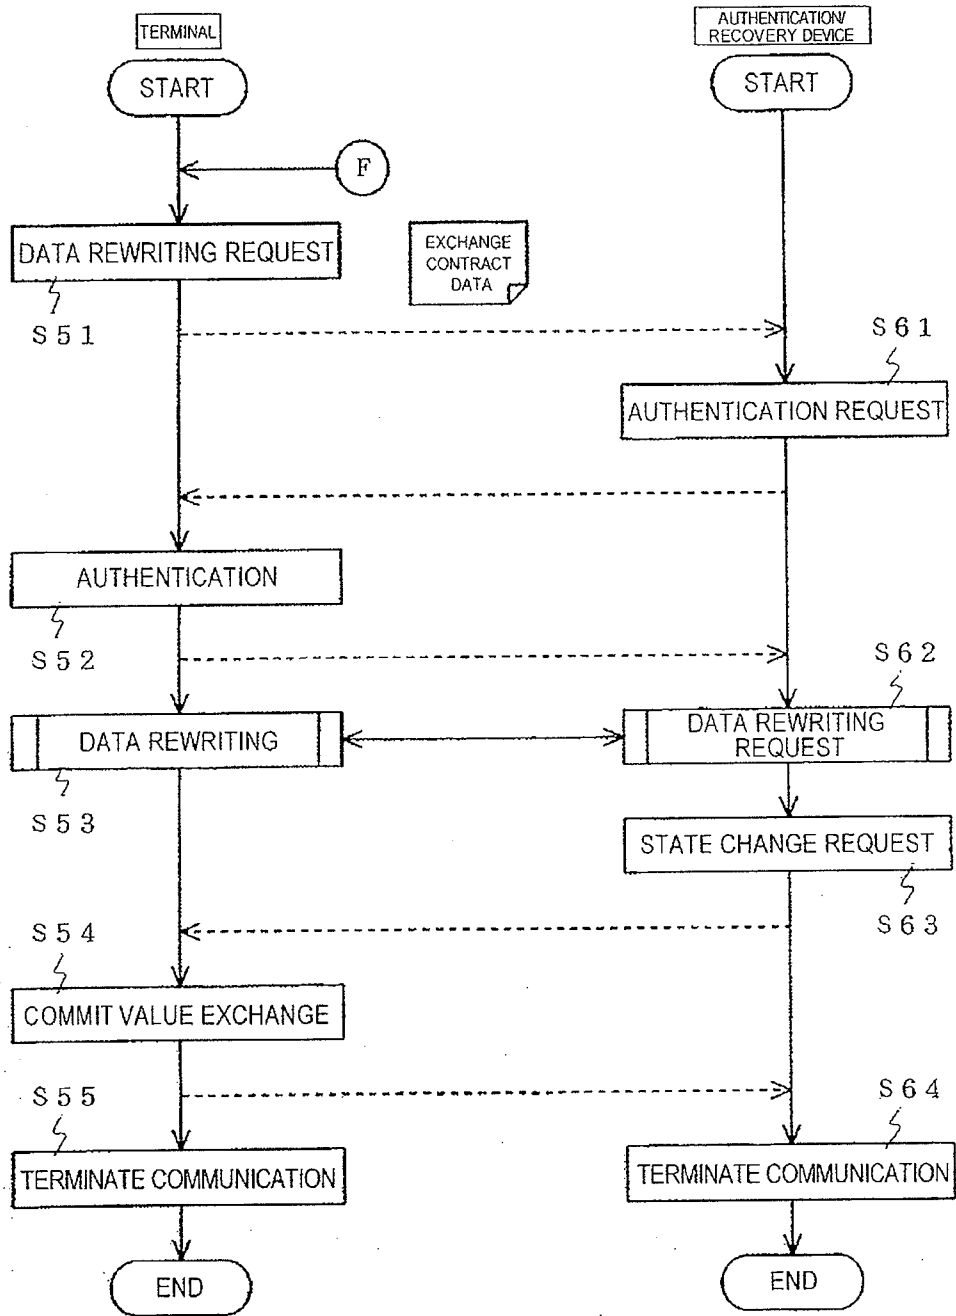 TERMINAL
AUTHENTICATION/
RECOVERY DEVICE
START
START
F
DATA REWRITING REQUEST
EXCHANGE
CONTRACT
DATA
S51
S61
AUTHENTICATION REQUEST
AUTHENTICATION
S52
S62
DATA REWRITING
DATA REWRITING
REQUEST
S53
STATE CHANGE REQUEST
S54
S63
COMMIT VALUE EXCHANGE
S55
S64
TERMINATE COMMUNICATION
TERMINATE COMMUNICATION
END
END